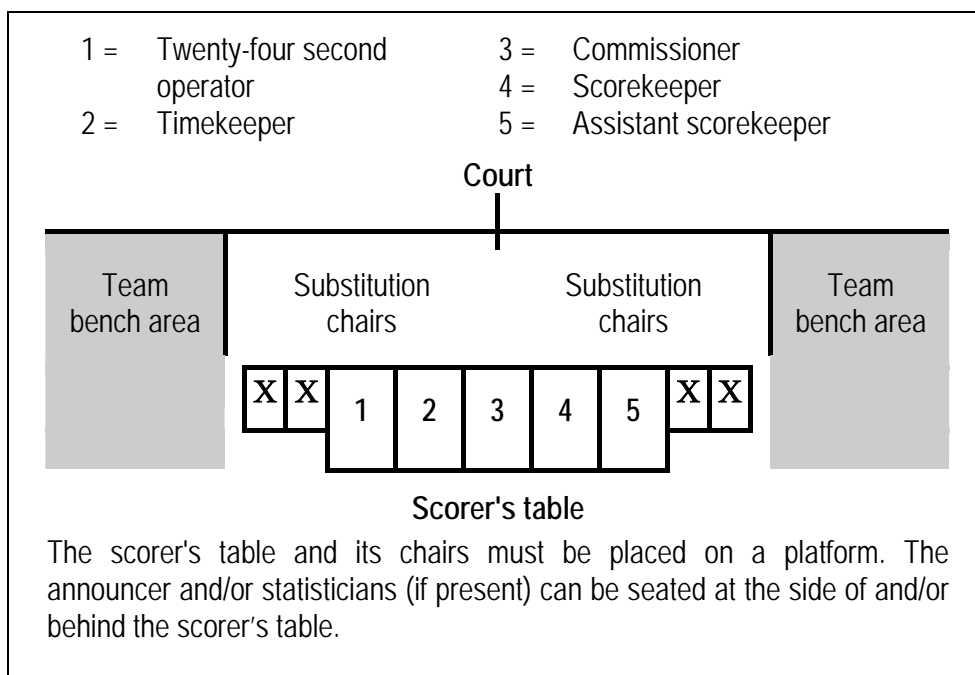 1 = Twenty-four second operator
2 = Timekeeper
3 = Commissioner
4 = Scorekeeper
5 = Assistant scorekeeper
Court
Team bench area
Substitution chairs
Substitution chairs
Team bench area
X X 1 2 3 4 5 X X
Scorer's table
The scorer's table and its chairs must be placed on a platform. The
announcer and/or statisticians (if present) can be seated at the side of and/or
behind the scorer's table.